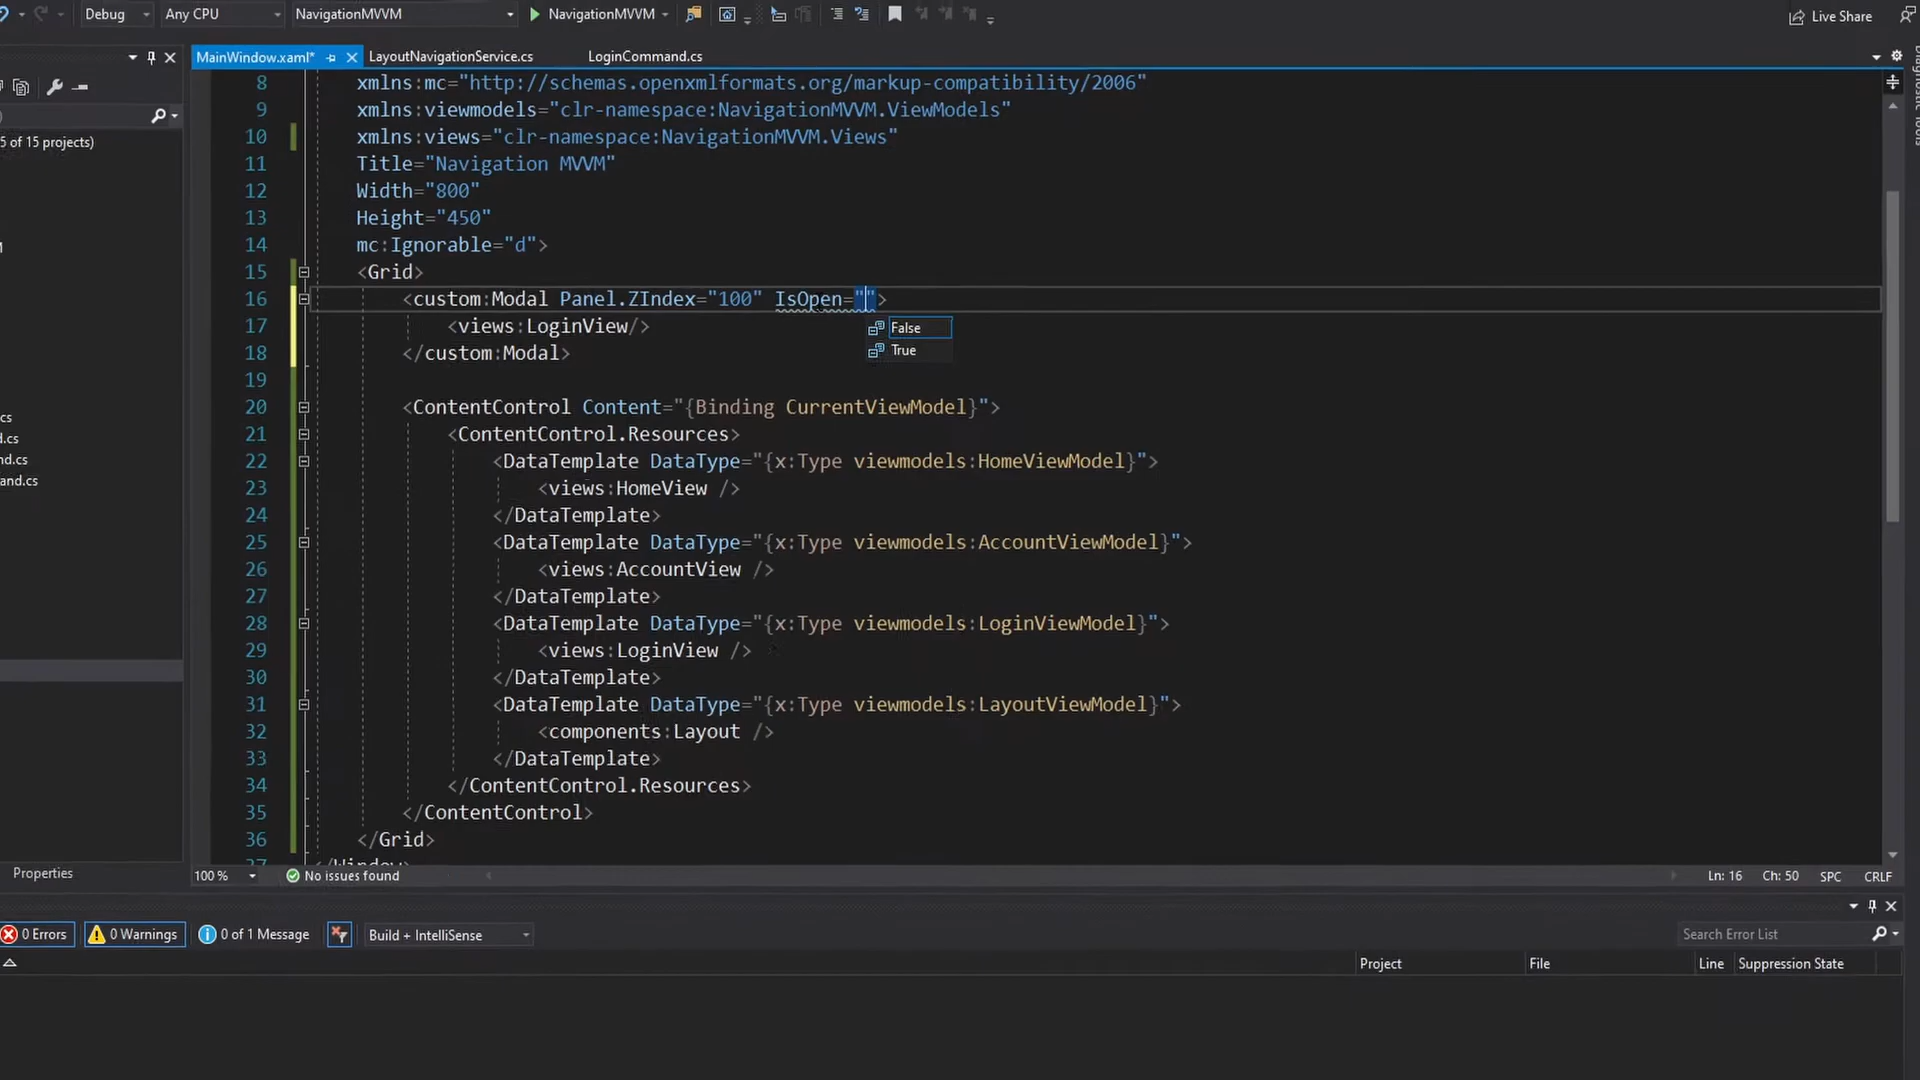 Debug Any CPU NavigationMVVM NavigationMVVM Live Share
MainWindow.xaml* LayoutNavigationService.cs LoginCommand.cs
8 xmlns:mc="http://schemas.openxmlformats.org/markup-compatibility/2006"
9 xmlns:viewmodels="clr-namespace:NavigationMVVM.ViewModels"
10 xmlns:views="clr-namespace:NavigationMVVM.Views"
11 Title="Navigation MVVM"
12 Width="800"
13 Height="450"
14 mc:Ignorable="d">
15 <Grid>
16 <custom:Modal Panel.ZIndex="100" IsOpen="">
17 <views:LoginView/>
False
18 </custom:Modal>
True
19
20 <ContentControl Content="{Binding CurrentViewModel}">
21 <ContentControl.Resources>
22 <DataTemplate DataType="{x:Type viewmodels:HomeViewModel}">
23 <views:HomeView />
24 </DataTemplate>
25 <DataTemplate DataType="{x:Type viewmodels:AccountViewModel}">
26 <views:AccountView />
27 </DataTemplate>
28 <DataTemplate DataType="{x:Type viewmodels:LoginViewModel}">
29 <views:LoginView />
30 </DataTemplate>
31 <DataTemplate DataType="{x:Type viewmodels:LayoutViewModel}">
32 <components:Layout />
33 </DataTemplate>
34 </ContentControl.Resources>
35 </ContentControl>
36 </Grid>
37 </Window>
5 of 15 projects)
cs
d.cs
nd.cs
and.cs
Properties
100 % No issues found Ln: 16 Ch: 50 SPC CRLF
0 Errors 0 Warnings 0 of 1 Message Build + IntelliSense Search Error List
Project File Line Suppression State